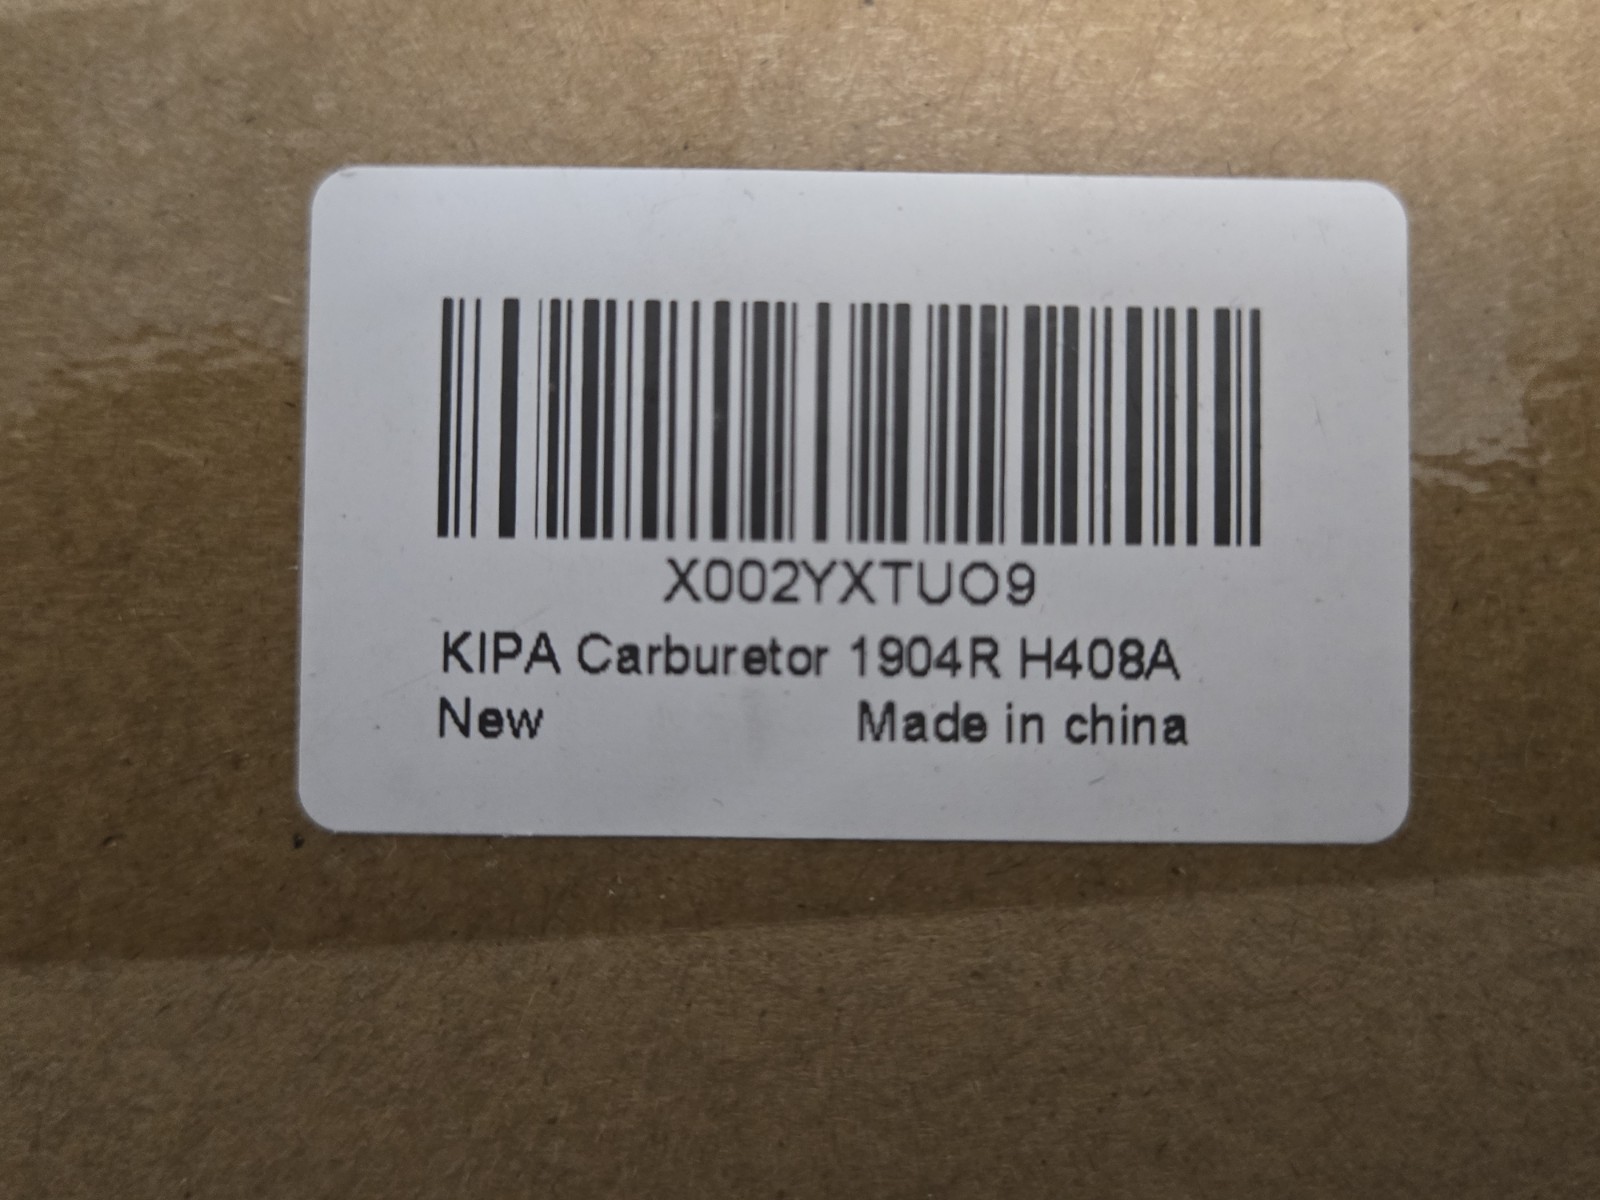 X002YXTUO9
KIPA Carburetor 1904R H408A
New Made in china